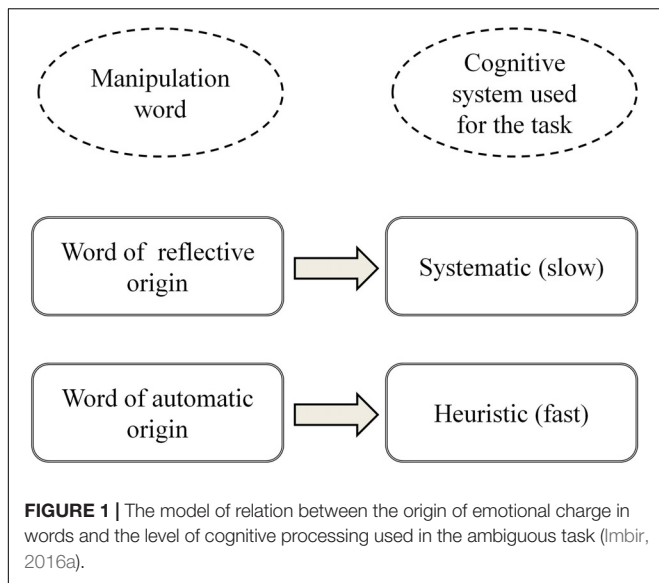 Manipulation
word
Cognitive
system used
for the task
Word of reflective
origin
Systematic (slow)
Word of automatic
origin
Heuristic (fast)
FIGURE 1 | The model of relation between the origin of emotional charge in
words and the level of cognitive processing used in the ambiguous task (Imbir,
2016a).